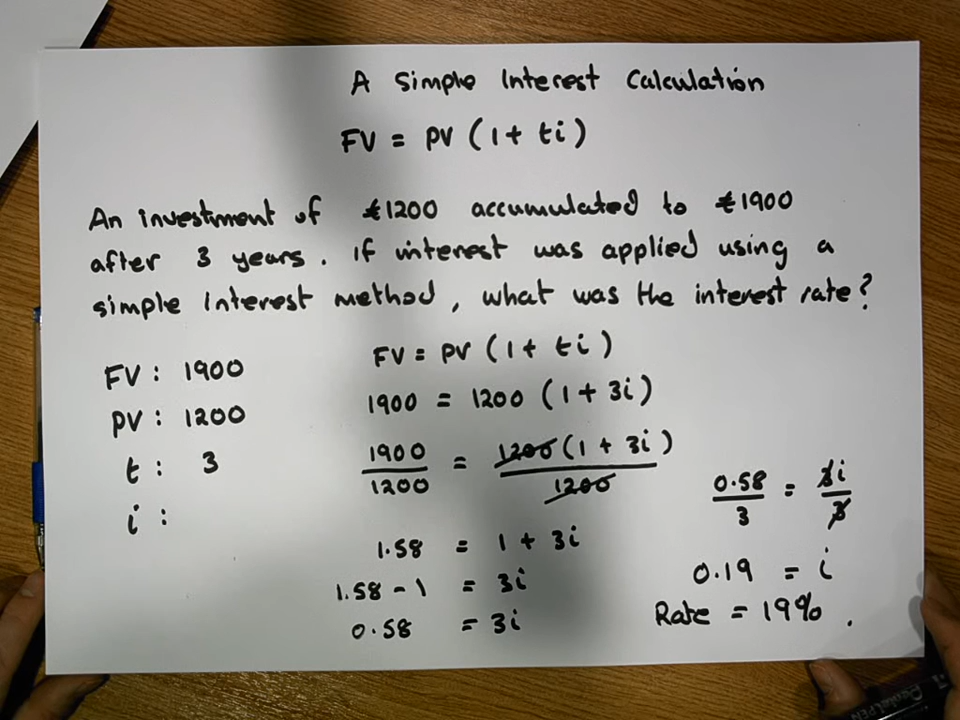 A Simple Interest Calculation
FV = PV (1 + ti)
An investment of €1200 accumulated to €1900
after 3 years. If interest was applied using a
simple interest method, what was the interest rate?
FV : 1900
PV : 1200
t : 3
i :
FV = PV (1 + ti)
1900 = 1200 (1 + 3i)
1900/1200 = 1200(1 + 3i)/1200
1.58 = 1 + 3i
1.58 - 1 = 3i
0.58 = 3i
0.58/3 = 3i/3
0.19 = i
Rate = 19%.